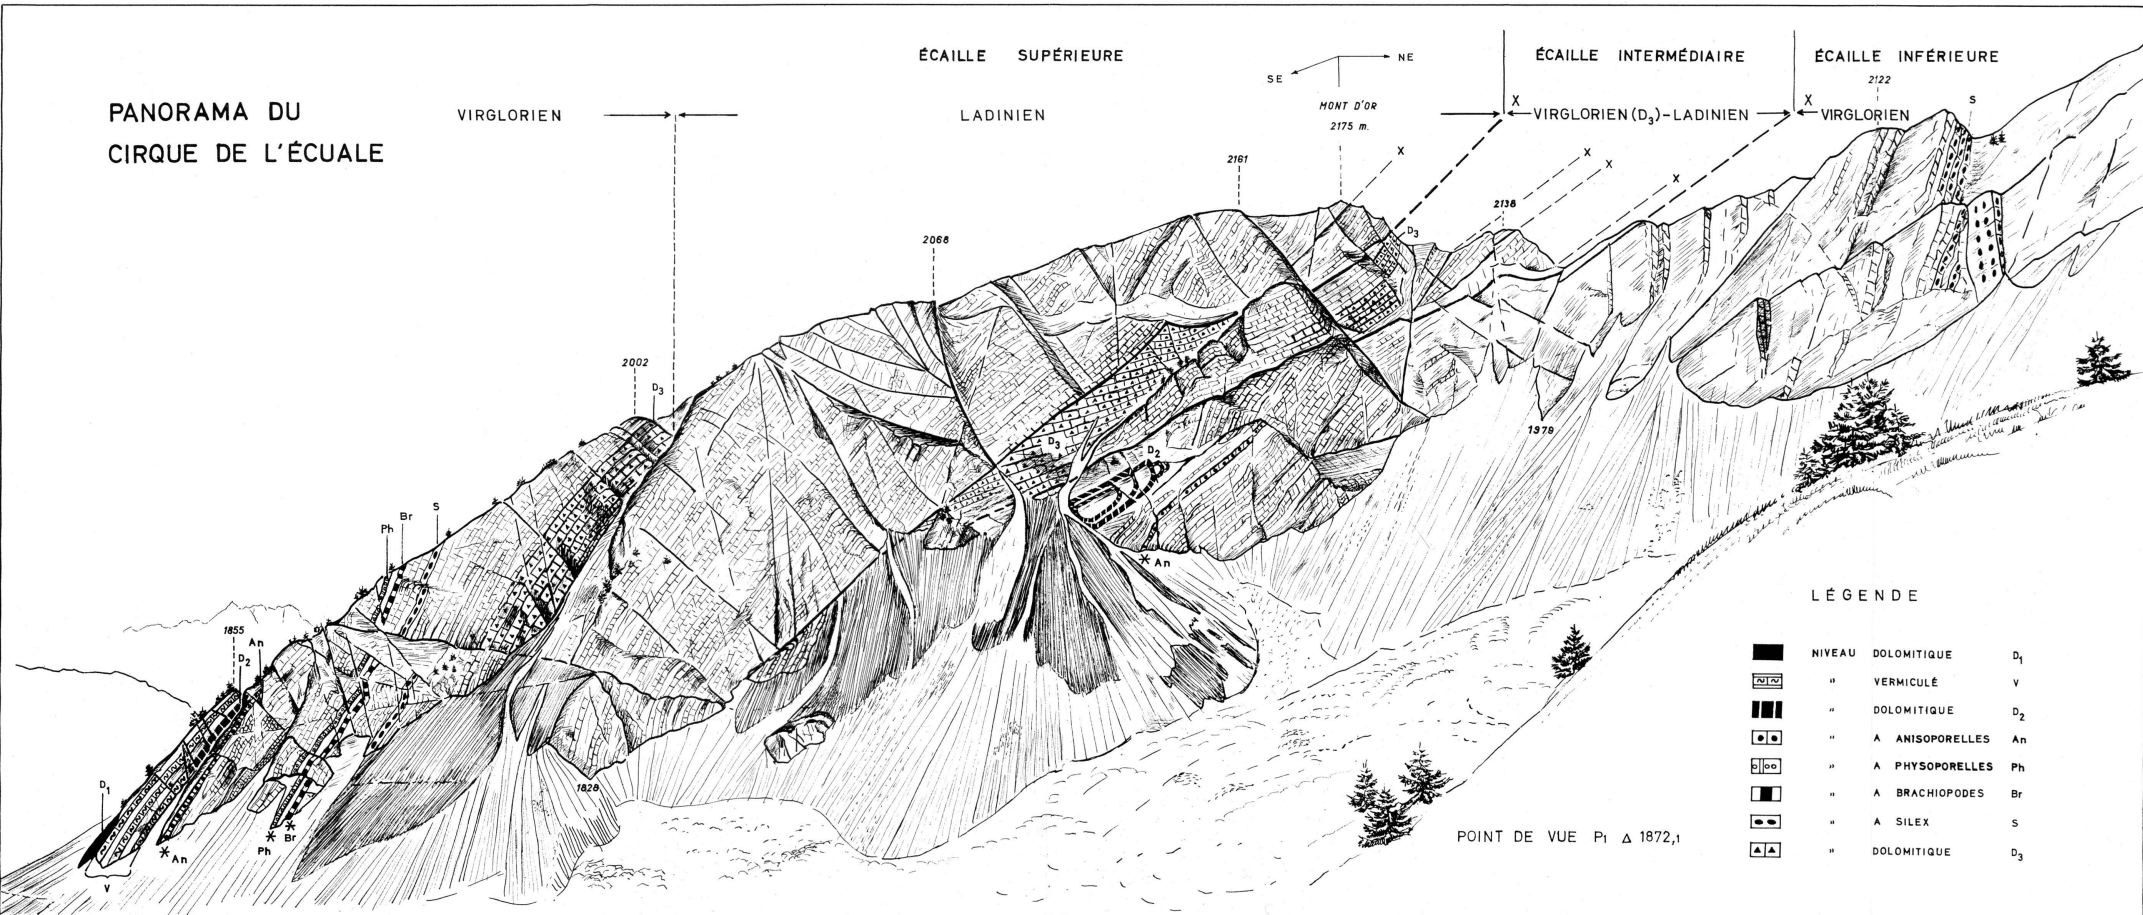 PANORAMA DU
CIRQUE DE L'ÉCUALE
ÉCAILLE SUPÉRIEURE
ÉCAILLE INTERMÉDIAIRE
ÉCAILLE INFÉRIEURE
SE
NE
MONT D'OR
2175 m.
VIRGLORIEN
LADINIEN
X
VIRGLORIEN (D3)-LADINIEN
X
VIRGLORIEN
2122
S
X
X
X
X
2161
2138
D3
2068
2002
D3
D3
D2
1979
An
Ph
Br
S
1855
D2
An
D1
V
An
Ph
Br
1828
POINT DE VUE P1 Δ 1872,1
LÉGENDE
NIVEAU DOLOMITIQUE D1
" VERMICULÉ V
" DOLOMITIQUE D2
" A ANISOPORELLES An
" A PHYSOPORELLES Ph
" A BRACHIOPODES Br
" A SILEX S
" DOLOMITIQUE D3